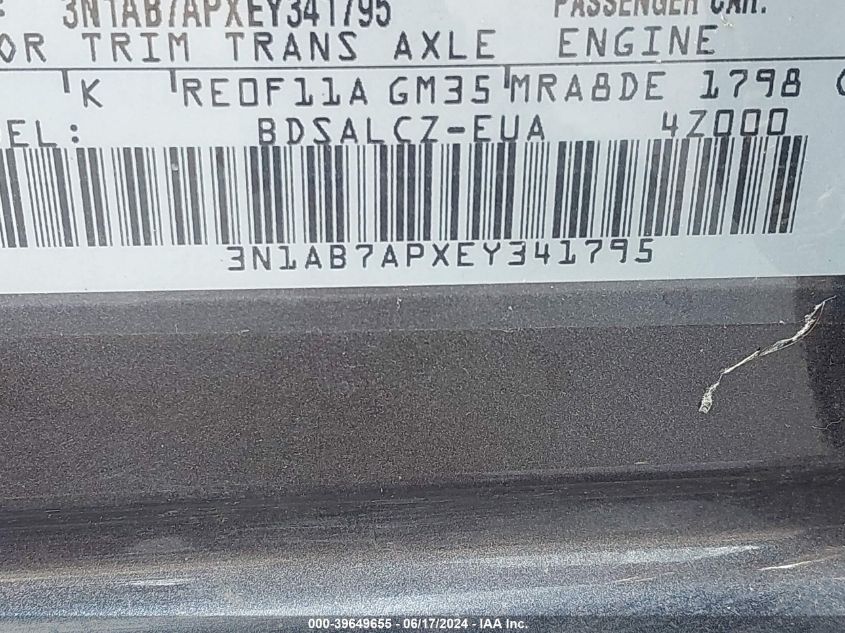 3N1AB7APXEY341795 PASSENGER CAR.
OR TRIM TRANS AXLE ENGINE
K RE0F11A GM35 MRA8DE 1798
EL: BDSALCZ-EUA 4Z000
3N1AB7APXEY341795
000-39649655 - 06/17/2024 - IAA Inc.